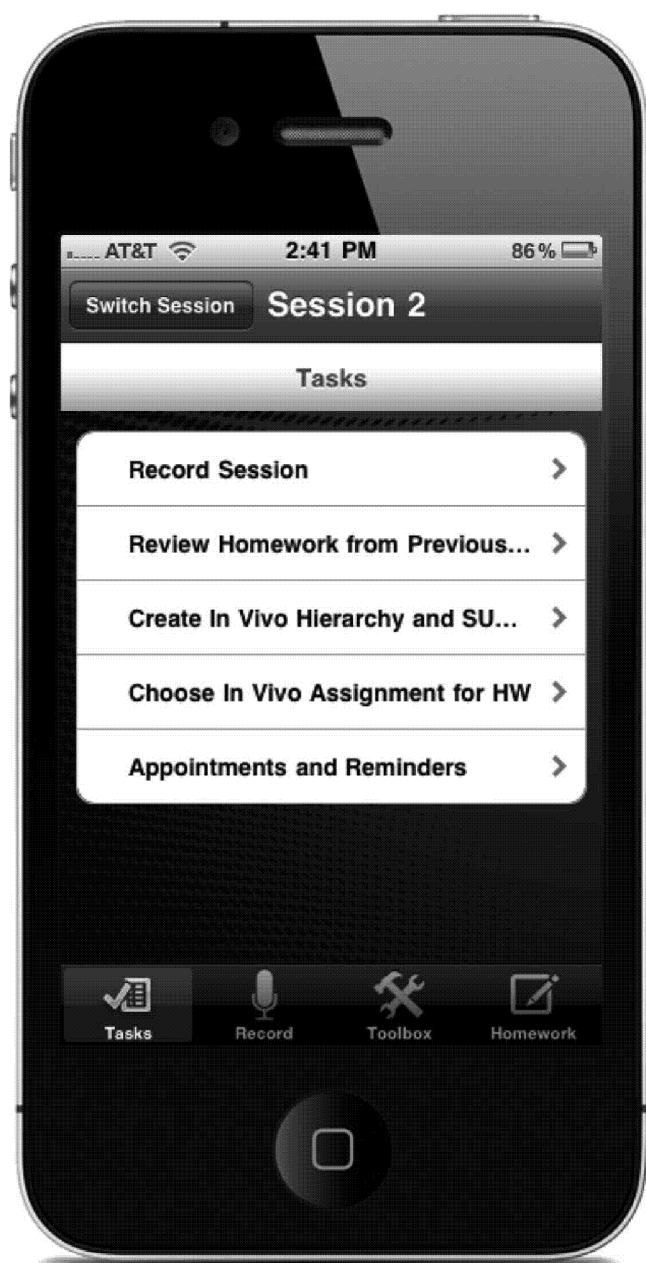 AT&T 2:41 PM 86%
Switch Session Session 2
Tasks
Record Session
Review Homework from Previous...
Create In Vivo Hierarchy and SU...
Choose In Vivo Assignment for HW
Appointments and Reminders
Tasks Record Toolbox Homework